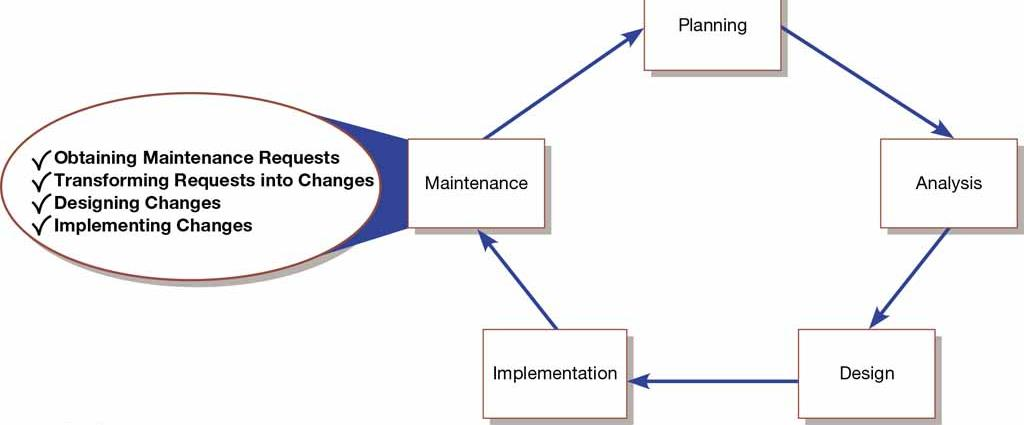 Planning
✓Obtaining Maintenance Requests
✓Transforming Requests into Changes
✓Designing Changes
✓Implementing Changes
Maintenance
Analysis
Implementation
Design